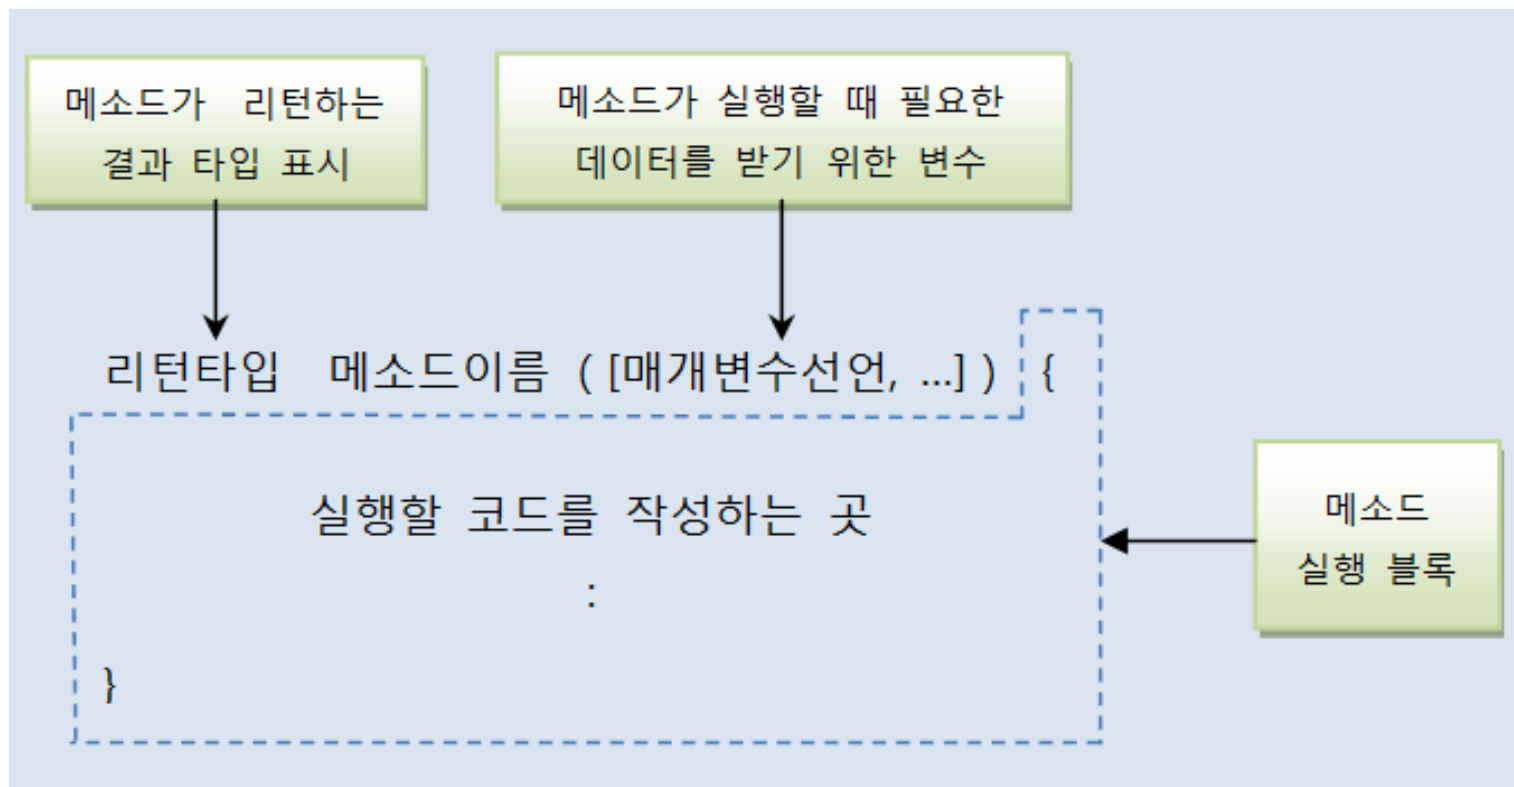 메소드가 리턴하는
결과 타입 표시
메소드가 실행할 때 필요한
데이터를 받기 위한 변수
리턴타입 메소드이름 ( [매개변수선언, ...] ) {
실행할 코드를 작성하는 곳
:
}
메소드
실행 블록